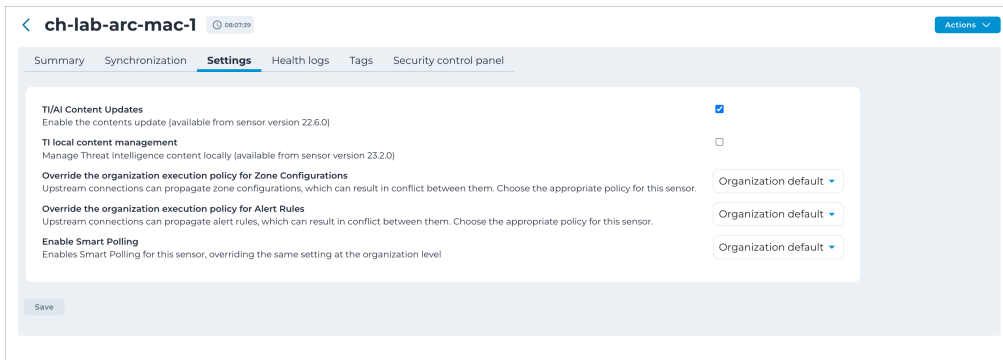 ch-lab-arc-mac-1
08:07:39
Actions
Summary Synchronization Settings Health logs Tags Security control panel
TI/AI Content Updates
Enable the contents update (available from sensor version 22.6.0)
TI local content management
Manage Threat Intelligence content locally (available from sensor version 23.2.0)
Override the organization execution policy for Zone Configurations
Upstream connections can propagate zone configurations, which can result in conflict between them. Choose the appropriate policy for this sensor.
Organization default
Override the organization execution policy for Alert Rules
Upstream connections can propagate alert rules, which can result in conflict between them. Choose the appropriate policy for this sensor.
Organization default
Enable Smart Polling
Enables Smart Polling for this sensor, overriding the same setting at the organization level
Organization default
Save